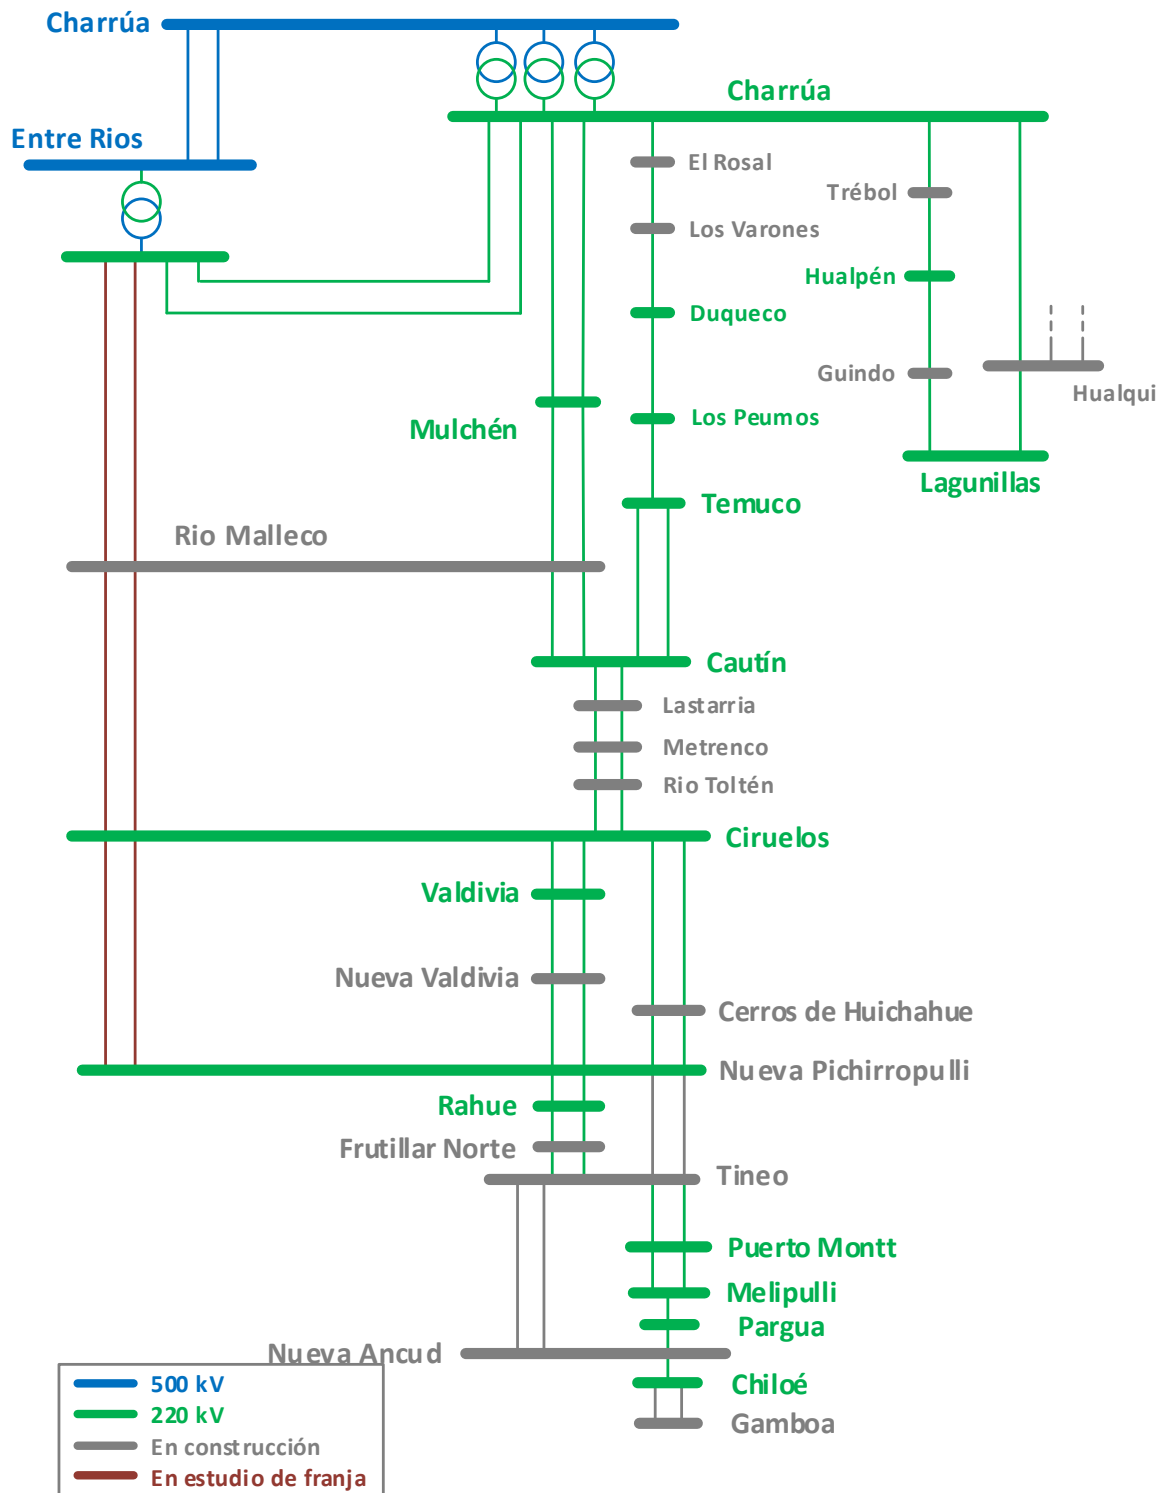 Charrúa
Charrúa
Entre Rios
El Rosal
Trébol
Los Varones
Hualpén
Duqueco
Guindo
Hualqui
Los Peumos
Mulchén
Lagunillas
Temuco
Rio Malleco
Cautín
Lastarria
Metrenco
Rio Toltén
Ciruelos
Valdivia
Nueva Valdivia
Cerros de Huichahue
Nueva Pichirropulli
Rahue
Frutillar Norte
Tineo
Puerto Montt
Melipulli
Pargua
Nueva Ancud
Chiloé
Gamboa
500 kV
220 kV
En construcción
En estudio de franja